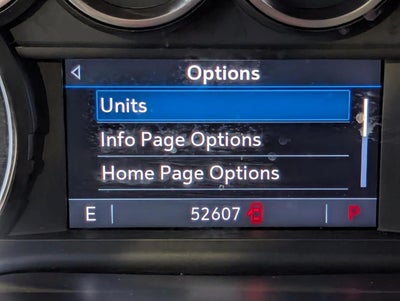 Options
Units
Info Page Options
Home Page Options
E 52607 P